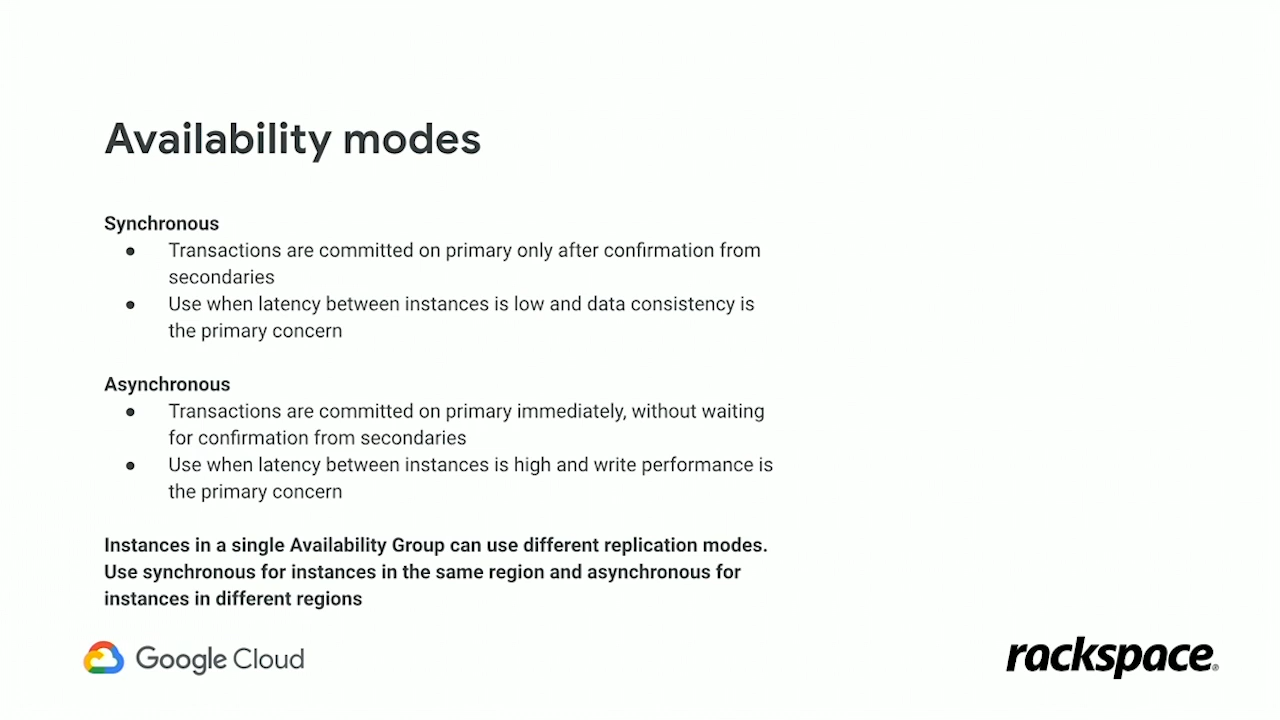 Availability modes
Synchronous
● Transactions are committed on primary only after confirmation from
secondaries
● Use when latency between instances is low and data consistency is
the primary concern
Asynchronous
● Transactions are committed on primary immediately, without waiting
for confirmation from secondaries
● Use when latency between instances is high and write performance is
the primary concern
Instances in a single Availability Group can use different replication modes.
Use synchronous for instances in the same region and asynchronous for
instances in different regions
Google Cloud
rackspace®